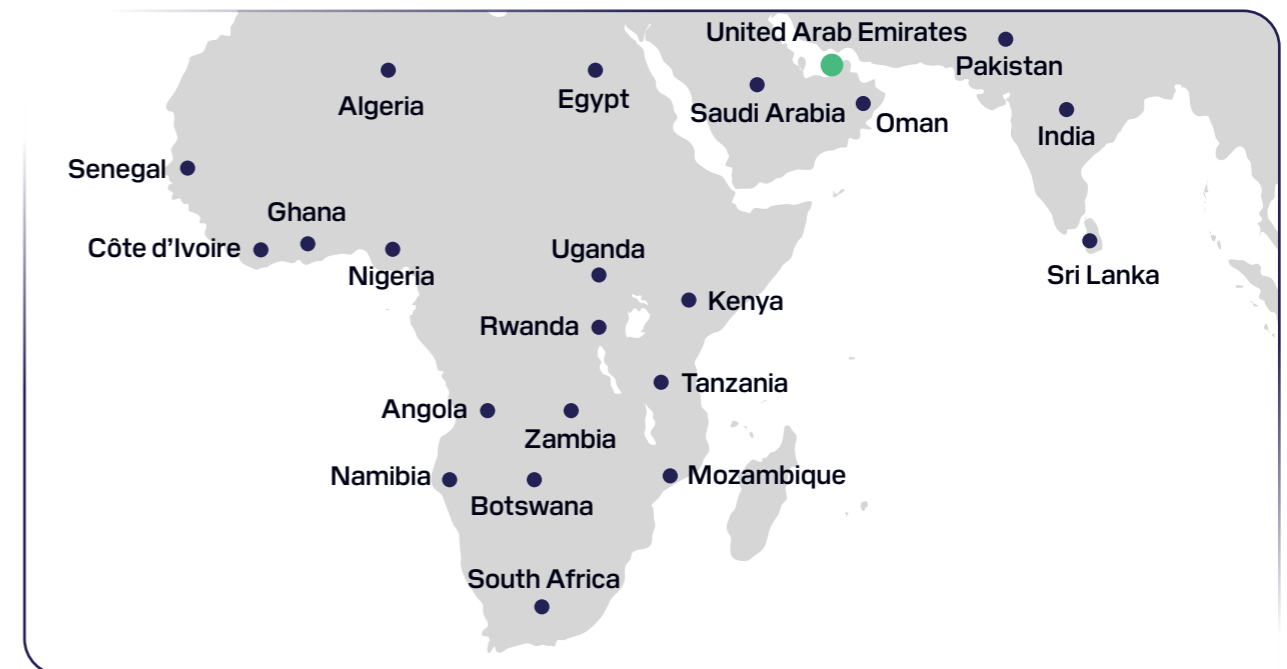 United Arab Emirates
Pakistan
Algeria
Egypt
Saudi Arabia
Oman
India
Senegal
Ghana
Côte d’Ivoire
Nigeria
Uganda
Sri Lanka
Kenya
Rwanda
Tanzania
Angola
Zambia
Namibia
Mozambique
Botswana
South Africa